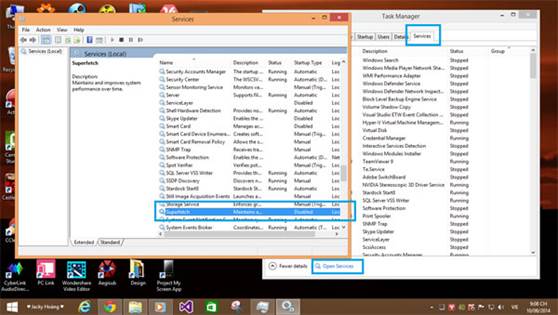 Services
File Action View Help
Services (Local)
Services (Local)
Superfetch
Description:
Maintains and improves system
performance over time.
Name
Description
Status
Startup Type
Log
Security Accounts Manager The startup ... Running Automatic Loc
Security Center The WSCSV... Running Automatic (D... Loc
Sensor Monitoring Service Monitors va... Manual (Trig... Loc
Server Supports fil... Running Automatic Loc
ServiceLayer Disabled Loc
Shell Hardware Detection Provides no... Running Automatic Loc
Skype Updater Enables the ... Disabled Loc
Smart Card Manages ac... Disabled Loc
Smart Card Device Enumera... Creates soft... Manual (Trig... Loc
Smart Card Removal Policy Allows the s... Manual Loc
SNMP Trap Receives tra... Manual Loc
Software Protection Enables the ... Automatic (D... Net
Spot Verifier Verifies pot... Manual (Trig... Loc
SQL Server VSS Writer Provides th... Running Automatic Loc
SSDP Discovery Discovers n... Running Manual Loc
Stardock Start8 Stardock St... Running Automatic Loc
Still Image Acquisition Events Launches a... Manual Loc
Storage Service Enforces gr... Manual (Trig... Loc
Superfetch Maintains a... Disabled Loc
System Events Broker Coordinates... Running Automatic (T... Loc
Extended Standard
Task Manager
Startup Users Details Services
Description Status Group
Windows Search Stopped
Windows Media Player Network Sha... Stopped
WMI Performance Adapter Stopped
Windows Defender Service Stopped
Windows Defender Network Inspect... Stopped
Block Level Backup Engine Service Stopped
Volume Shadow Copy Stopped
Visual Studio ETW Event Collection ... Stopped
Hyper-V Virtual Machine Managemen... Running
Virtual Disk Stopped
Credential Manager Running
Interactive Services Detection Stopped
Windows Modules Installer Stopped
TeamViewer 9 Stopped
Te.Service Stopped
Adobe SwitchBoard Stopped
NVIDIA Stereoscopic 3D Driver Service Stopped
SQL Server VSS Writer Running
Software Protection Stopped
Print Spooler Running
Skype Updater Stopped
SNMP Trap Stopped
Stardock Start8 Running
ServiceLayer Stopped
SciAccess Stopped
Fewer details Open Services
CyberLink
AudioDirec...
PC Link
Wondershare
Video Editor
Aegisub
Project My
Screen App
Jacky Hoàng
VIE
9:08 CH
10/06/2014